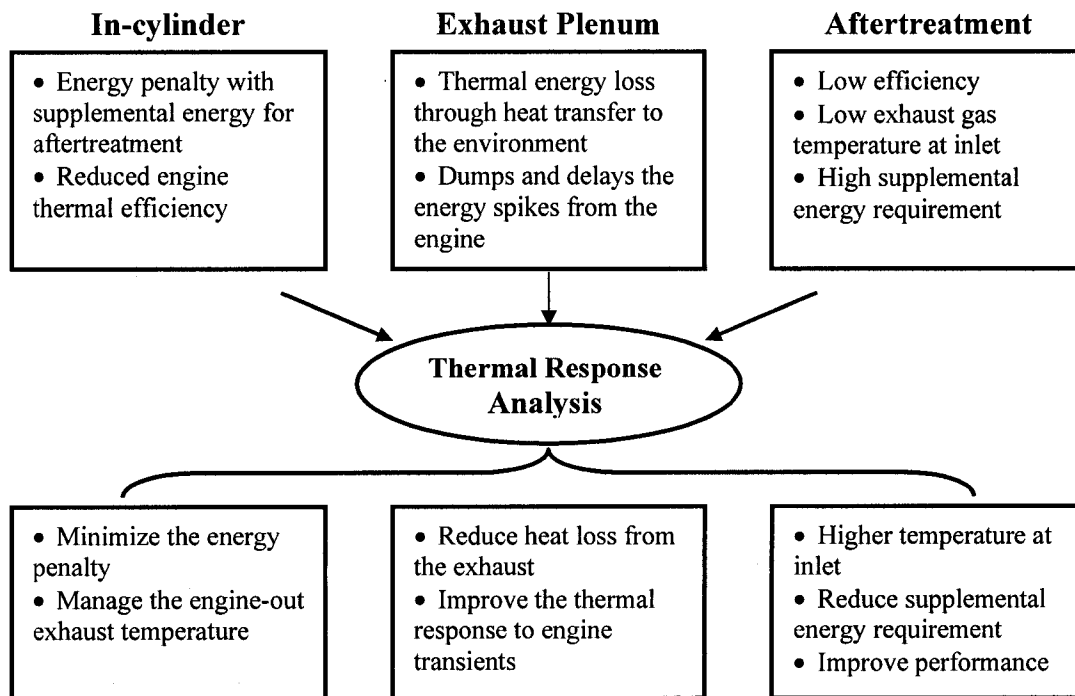 In-cylinder
Exhaust Plenum
Aftertreatment
• Energy penalty with
supplemental energy for
aftertreatment
• Reduced engine
thermal efficiency
• Thermal energy loss
through heat transfer to
the environment
• Dumps and delays the
energy spikes from the
engine
• Low efficiency
• Low exhaust gas
temperature at inlet
• High supplemental
energy requirement
Thermal Response
Analysis
• Minimize the energy
penalty
• Manage the engine-out
exhaust temperature
• Reduce heat loss from
the exhaust
• Improve the thermal
response to engine
transients
• Higher temperature at
inlet
• Reduce supplemental
energy requirement
• Improve performance